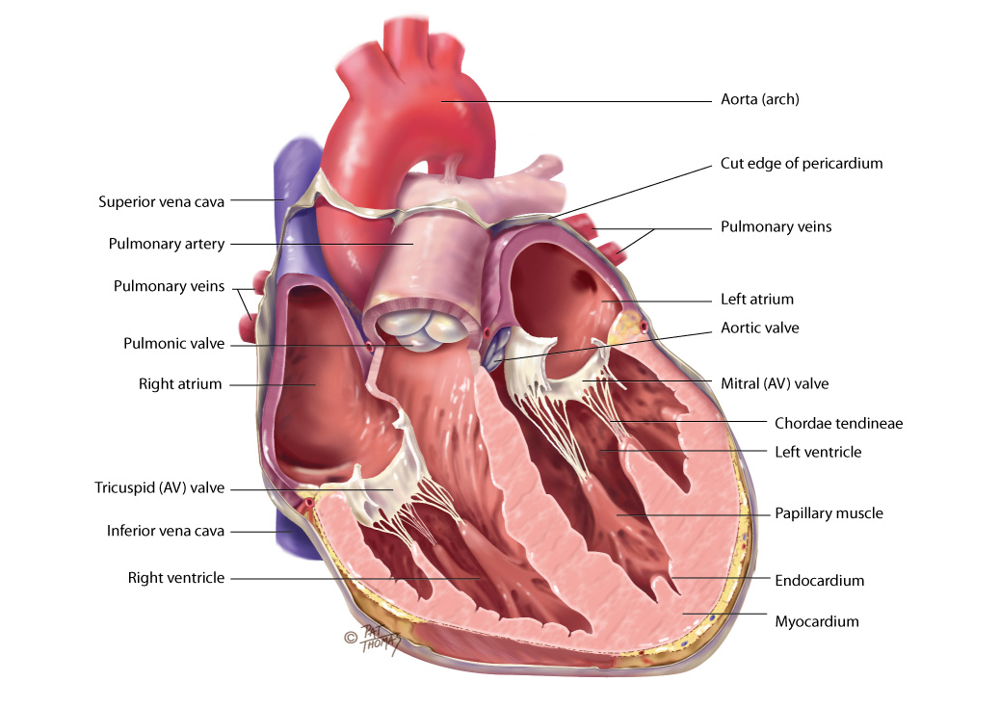 Aorta (arch)
Cut edge of pericardium
Superior vena cava
Pulmonary veins
Pulmonary artery
Pulmonary veins
Left atrium
Aortic valve
Pulmonic valve
Right atrium
Mitral (AV) valve
Chordae tendineae
Left ventricle
Tricuspid (AV) valve
Papillary muscle
Inferior vena cava
Right ventricle
Endocardium
Myocardium
© PAT
THOMAS